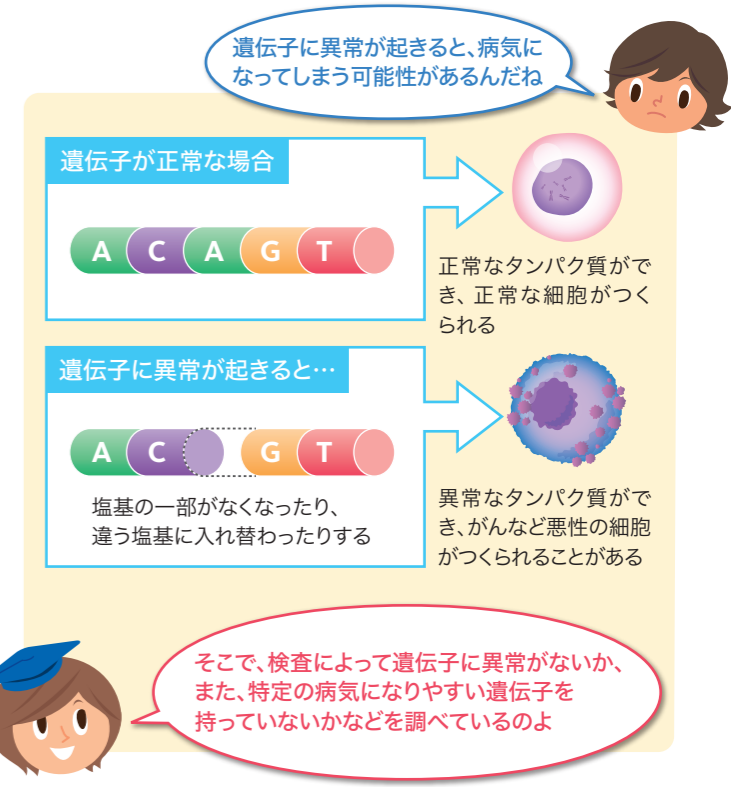 遺伝子に異常が起きると、病気に
なってしまう可能性があるんだね
遺伝子が正常な場合
A C A G T
正常なタンパク質がで
き、正常な細胞がつく
られる
遺伝子に異常が起きると…
A C G T
塩基の一部がなくなったり、
違う塩基に入れ替わったりする
異常なタンパク質がで
き、がんなど悪性の細胞
がつくられることがある
そこで、検査によって遺伝子に異常がないか、
また、特定の病気になりやすい遺伝子を
持っていないかなどを調べているのよ